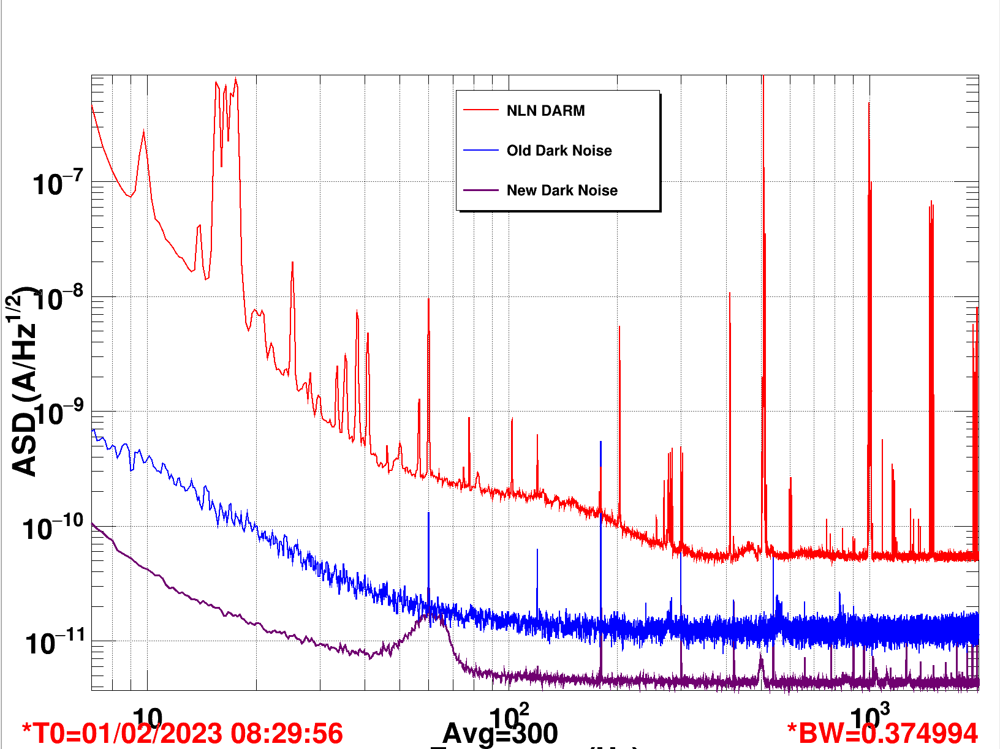 NLN DARM
Old Dark Noise
New Dark Noise
ASD (A/Hz^1/2)
10^−7
10^−8
10^−9
10^−10
10^−11
10
10^2
10^3
*T0=01/02/2023 08:29:56
Avg=300
*BW=0.374994